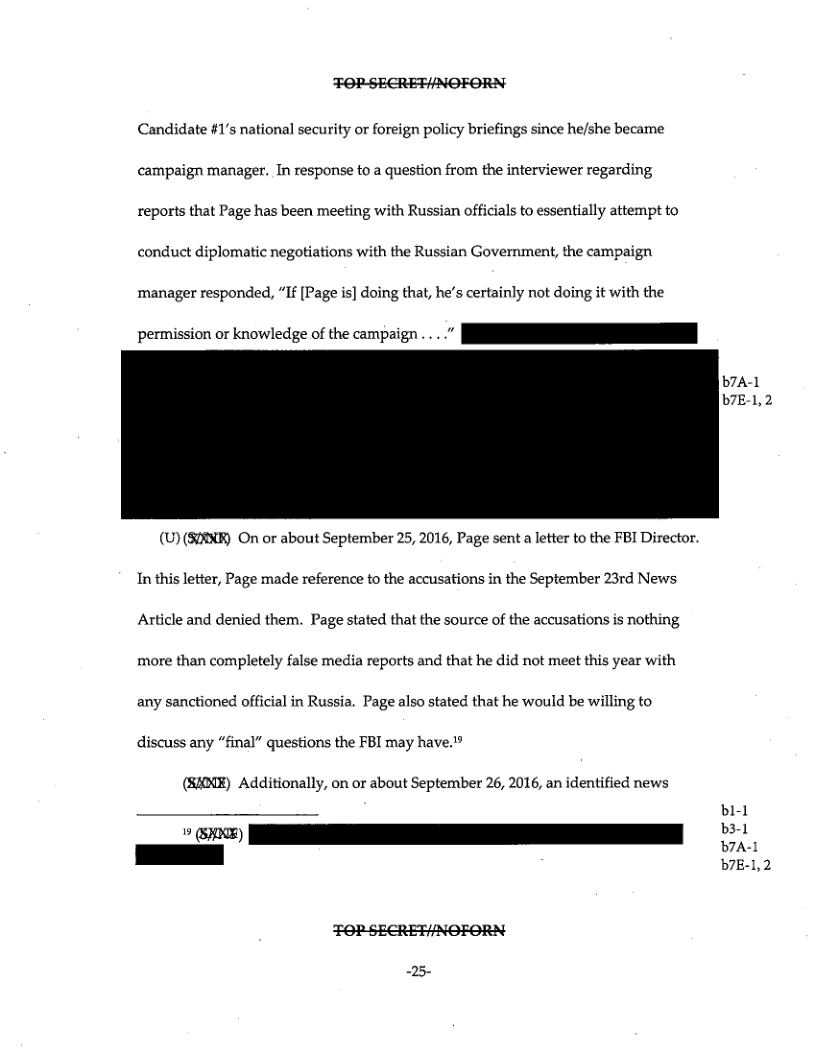 TOP SECRET//NOFORN
Candidate #1's national security or foreign policy briefings since he/she became
campaign manager. In response to a question from the interviewer regarding
reports that Page has been meeting with Russian officials to essentially attempt to
conduct diplomatic negotiations with the Russian Government, the campaign
manager responded, "If [Page is] doing that, he's certainly not doing it with the
permission or knowledge of the campaign . . . ."
b7A-1
b7E-1, 2
(U) (S//NF) On or about September 25, 2016, Page sent a letter to the FBI Director.
In this letter, Page made reference to the accusations in the September 23rd News
Article and denied them. Page stated that the source of the accusations is nothing
more than completely false media reports and that he did not meet this year with
any sanctioned official in Russia. Page also stated that he would be willing to
discuss any "final" questions the FBI may have.¹⁹
(S//NF) Additionally, on or about September 26, 2016, an identified news
b1-1
¹⁹ (S//NF)
b3-1
b7A-1
b7E-1, 2
TOP SECRET//NOFORN
-25-